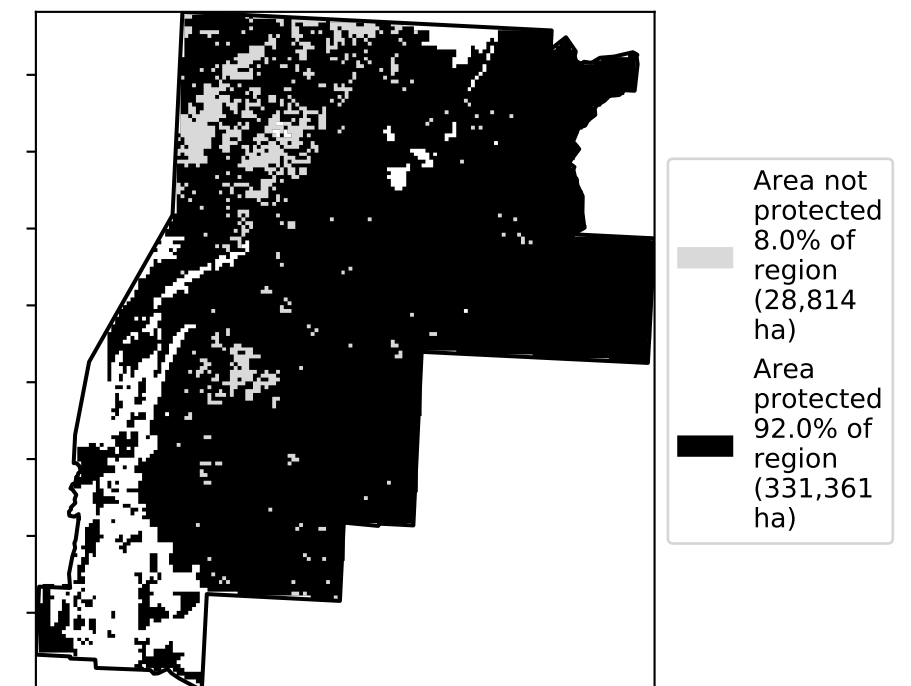 Area not
protected
8.0% of
region
(28,814
ha)
Area
protected
92.0% of
region
(331,361
ha)